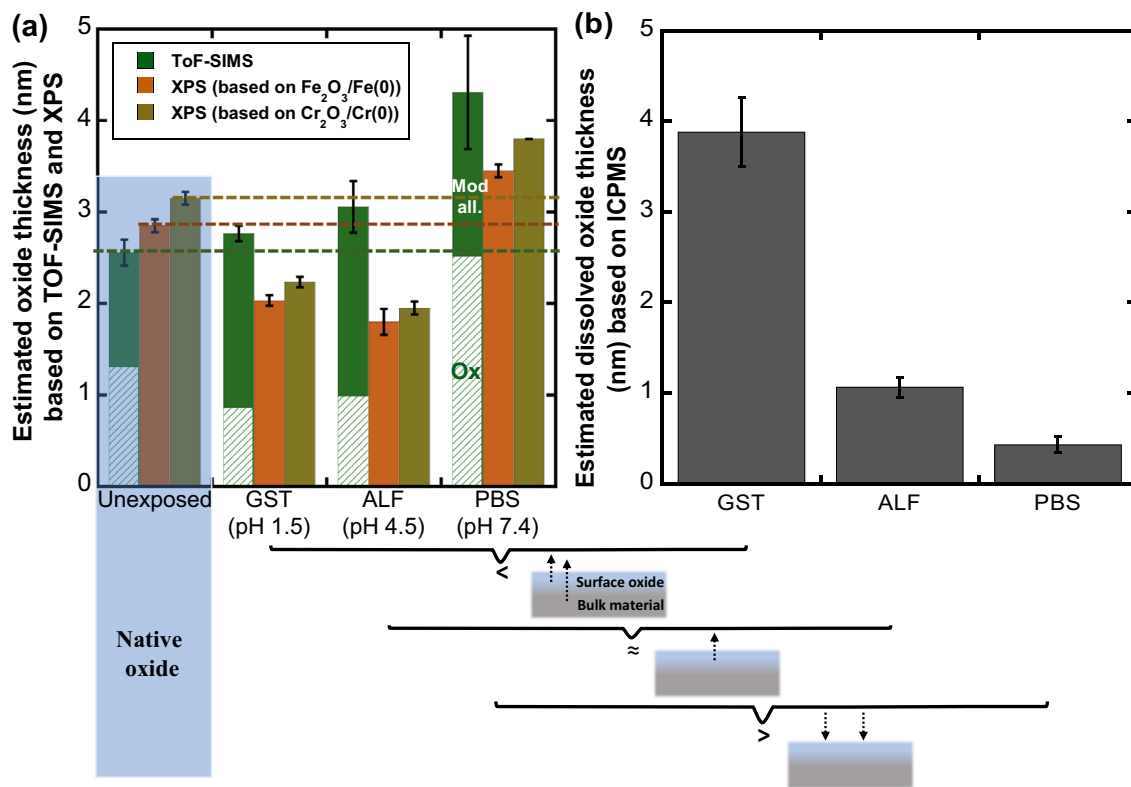 (a)
Estimated oxide thickness (nm)
based on TOF-SIMS and XPS
5
4
3
2
1
0
ToF-SIMS
XPS (based on Fe₂O₃/Fe(0))
XPS (based on Cr₂O₃/Cr(0))
Mod
all.
Ox
Unexposed
GST
(pH 1.5)
ALF
(pH 4.5)
PBS
(pH 7.4)
(b)
Estimated dissolved oxide thickness
(nm) based on ICPMS
5
4
3
2
1
0
GST
ALF
PBS
<
Surface oxide
Bulk material
Native
oxide
≈
>